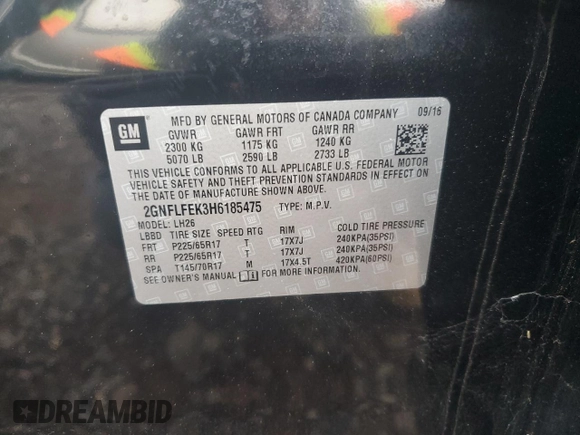 GM
MFD BY GENERAL MOTORS OF CANADA COMPANY 09/16
GVWR GAWR FRT GAWR RR
2300 KG 1175 KG 1240 KG
5070 LB 2590 LB 2733 LB
THIS VEHICLE CONFORMS TO ALL APPLICABLE U.S. FEDERAL MOTOR
VEHICLE SAFETY AND THEFT PREVENTION STANDARDS IN EFFECT ON
THE DATE OF MANUFACTURE SHOWN ABOVE.
2GNFLFEK3H6185475 TYPE: M.P.V.
MODEL: LH26
LBBD TIRE SIZE SPEED RTG RIM COLD TIRE PRESSURE
FRT P225/65R17 T 17X7J 240KPA(35PSI)
RR P225/65R17 T 17X7J 240KPA(35PSI)
SPA T145/70R17 M 17X4.5T 420KPA(60PSI)
SEE OWNER'S MANUAL FOR MORE INFORMATION.
DREAMBID